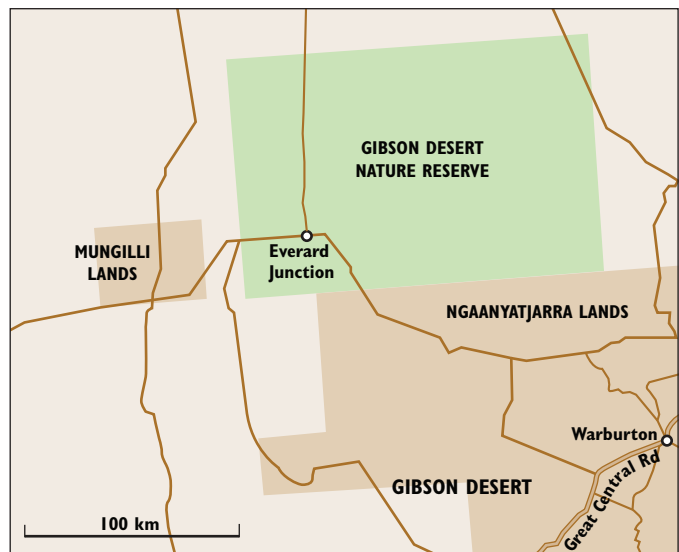 GIBSON DESERT
NATURE RESERVE
MUNGILLI
LANDS
Everard
Junction
NGAANYATJARRA LANDS
Warburton
GIBSON DESERT
Great Central Rd
100 km